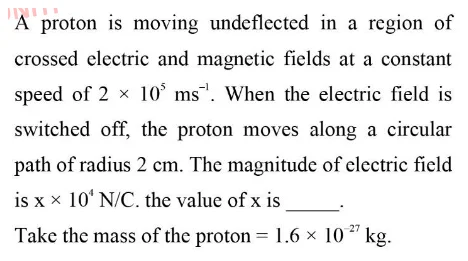 A proton is moving undeflected in a region of
crossed electric and magnetic fields at a constant
speed of 2 × 10⁵ ms⁻¹. When the electric field is
switched off, the proton moves along a circular
path of radius 2 cm. The magnitude of electric field
is x × 10⁴ N/C. the value of x is _____.
Take the mass of the proton = 1.6 × 10⁻²⁷ kg.